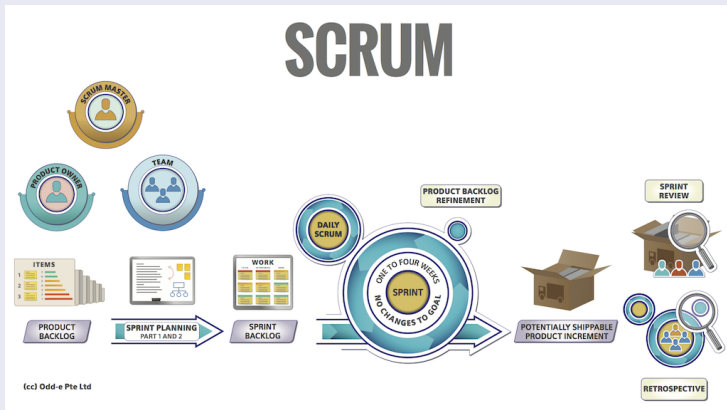 SCRUM
SCRUM MASTER
PRODUCT OWNER
TEAM
PRODUCT BACKLOG
REFINEMENT
SPRINT
REVIEW
DAILY
SCRUM
ITEMS
1
2
3
WORK
ONE TO FOUR WEEKS
SPRINT
NO CHANGES TO GOAL
PRODUCT
BACKLOG
SPRINT PLANNING
PART 1 AND 2
SPRINT
BACKLOG
POTENTIALLY SHIPPABLE
PRODUCT INCREMENT
RETROSPECTIVE
(cc) Odd-e Pte Ltd